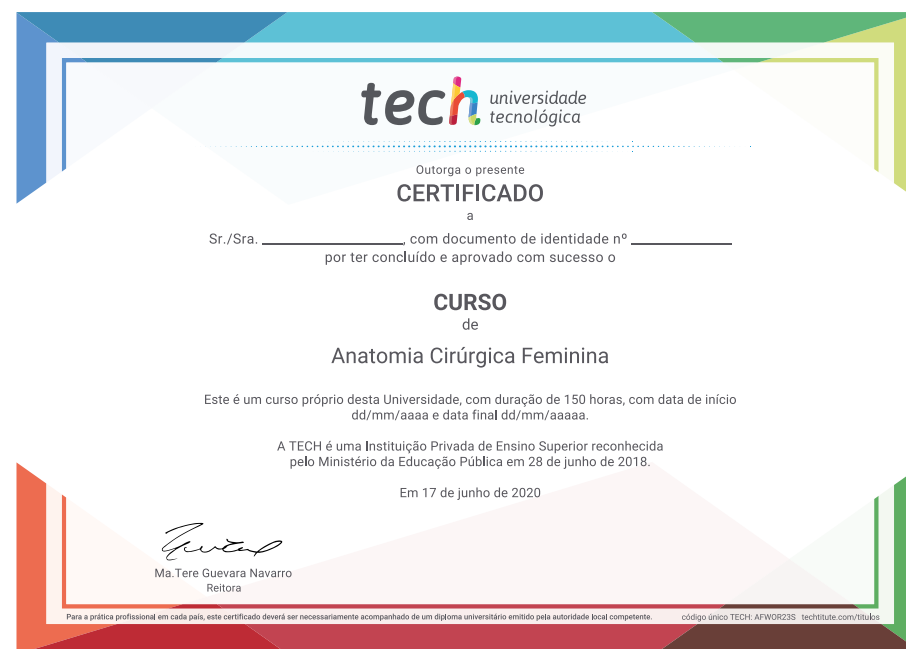 tech universidade
tecnológica
Outorga o presente
CERTIFICADO
a
Sr./Sra. ____________, com documento de identidade nº ____________
por ter concluído e aprovado com sucesso o
CURSO
de
Anatomia Cirúrgica Feminina
Este é um curso próprio desta Universidade, com duração de 150 horas, com data de início
dd/mm/aaaa e data final dd/mm/aaaaa.
A TECH é uma Instituição Privada de Ensino Superior reconhecida
pelo Ministério da Educação Pública em 28 de junho de 2018.
Em 17 de junho de 2020
Ma.Tere Guevara Navarro
Reitora
Para a prática profissional em cada país, este certificado deverá ser necessariamente acompanhado de um diploma universitário emitido pela autoridade local competente. código único TECH: AFWOR23S techtitute.com/titulos